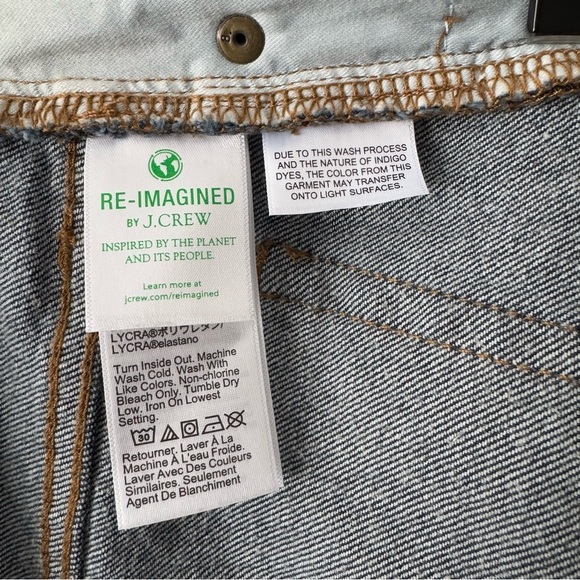 RE-IMAGINED
BY J.CREW
INSPIRED BY THE PLANET
AND ITS PEOPLE.
Learn more at
jcrew.com/reimagined
DUE TO THIS WASH PROCESS
AND THE NATURE OF INDIGO
DYES, THE COLOR FROM THIS
GARMENT MAY TRANSFER
ONTO LIGHT SURFACES.
LYCRA®ポリウレタン/
LYCRA®elastano
Turn Inside Out. Machine
Wash Cold. Wash With
Like Colors. Non-chlorine
Bleach Only. Tumble Dry
Low. Iron On Lowest
Setting.
30
Retourner. Laver À La
Machine À L'eau Froide.
Laver Avec Des Couleurs
Similaires. Seulement
Agent De Blanchiment